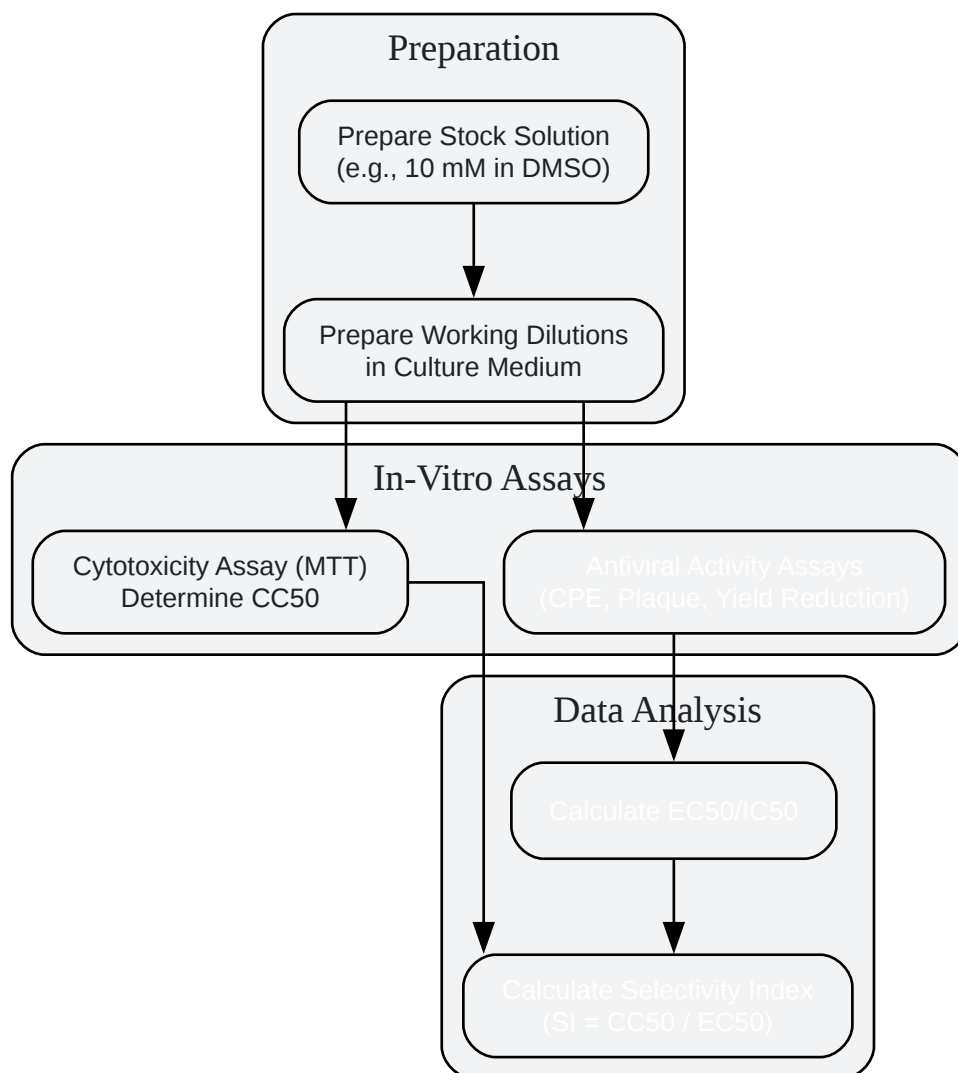 Preparation
Prepare Stock Solution
(e.g., 10 mM in DMSO)
Prepare Working Dilutions
in Culture Medium
In-Vitro Assays
Cytotoxicity Assay (MTT)
Determine CC50
Antiviral Activity Assays
(CPE, Plaque, Yield Reduction)
Data Analysis
Calculate EC50/IC50
Calculate Selectivity Index
(SI = CC50 / EC50)